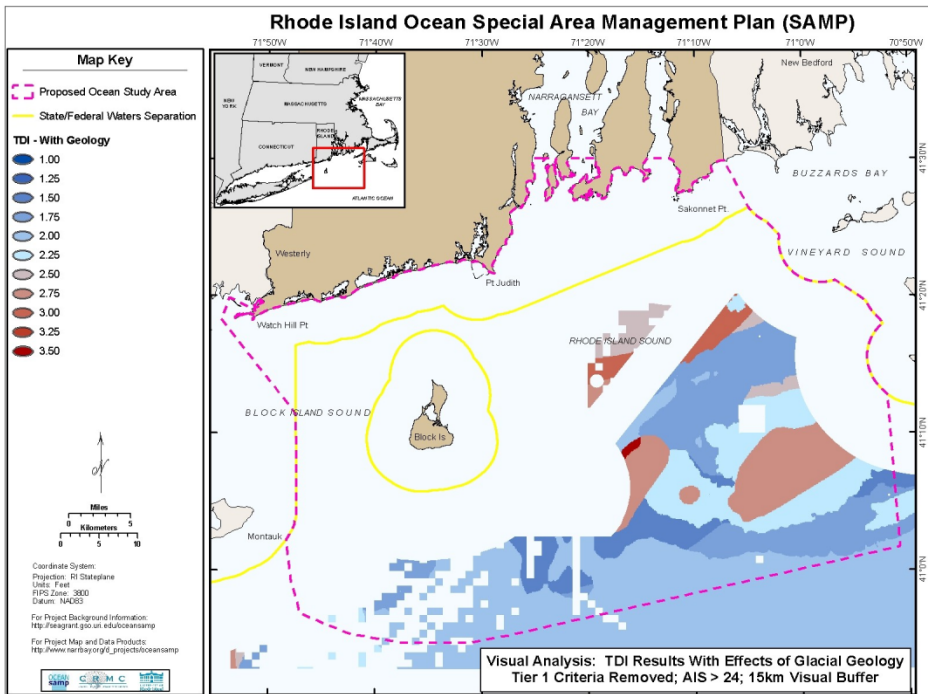 Rhode Island Ocean Special Area Management Plan (SAMP)
71°50'W 71°40'W 71°30'W 71°20'W 71°10'W 71°0'W 70°50'W
Map Key
Proposed Ocean Study Area
State/Federal Waters Separation
TDI - With Geology
1.00
1.25
1.50
1.75
2.00
2.25
2.50
2.75
3.00
3.25
3.50
N
Miles
0 5
Kilometers
0 5 10
Coordinate System:
Projection: RI Stateplane
Units: Feet
FIPS Zone: 3800
Datum: NAD83
For Project Background Information:
http://seagrant.gso.uri.edu/oceansamp
For Project Map and Data Products:
http://www.narrbay.org/d_projects/oceansamp
OCEAN
samp
CRMC
VERMONT
NEW HAMPSHIRE
NEW
YORK
MASSACHUSETTS
MASSACHUSETTS
BAY
CONNECTICUT
RHODE
ISLAND
ATLANTIC OCEAN
NARRAGANSETT
BAY
New Bedford
BUZZARDS BAY
Sakonnet Pt.
VINEYARD SOUND
Westerly
Pt Judith
Watch Hill Pt
RHODE ISLAND SOUND
BLOCK ISLAND SOUND
Block Is
Montauk
41°30'N
41°20'N
41°10'N
41°0'N
Visual Analysis: TDI Results With Effects of Glacial Geology
Tier 1 Criteria Removed; AIS > 24; 15km Visual Buffer